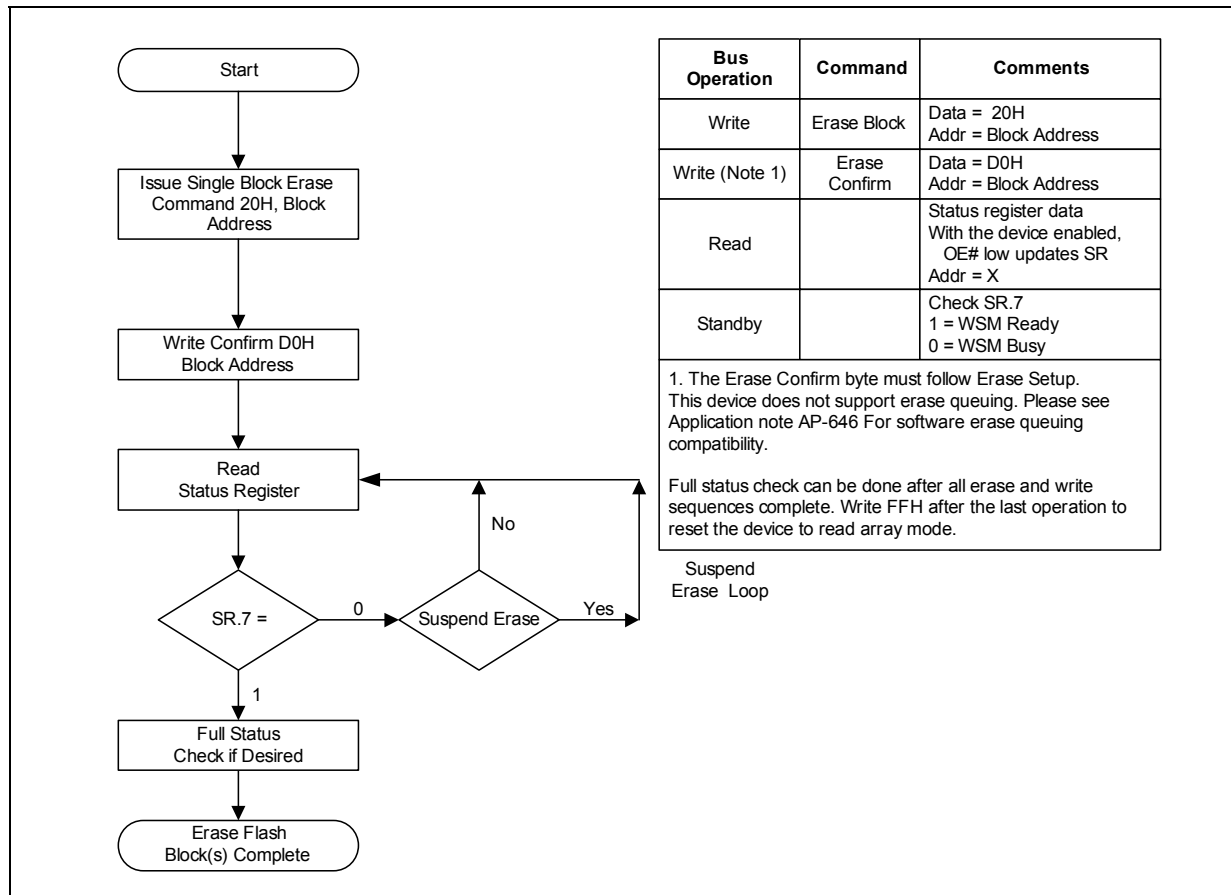 Start
Issue Single Block Erase
Command 20H, Block
Address
Write Confirm D0H
Block Address
Read
Status Register
No
SR.7 =
0
Suspend Erase
Yes
Suspend
Erase Loop
1
Full Status
Check if Desired
Erase Flash
Block(s) Complete
Bus
Operation
Command
Comments
Write
Erase Block
Data = 20H
Addr = Block Address
Write (Note 1)
Erase
Confirm
Data = D0H
Addr = Block Address
Read
Status register data
With the device enabled,
OE# low updates SR
Addr = X
Standby
Check SR.7
1 = WSM Ready
0 = WSM Busy
1. The Erase Confirm byte must follow Erase Setup.
This device does not support erase queuing. Please see
Application note AP-646 For software erase queuing
compatibility.
Full status check can be done after all erase and write
sequences complete. Write FFH after the last operation to
reset the device to read array mode.